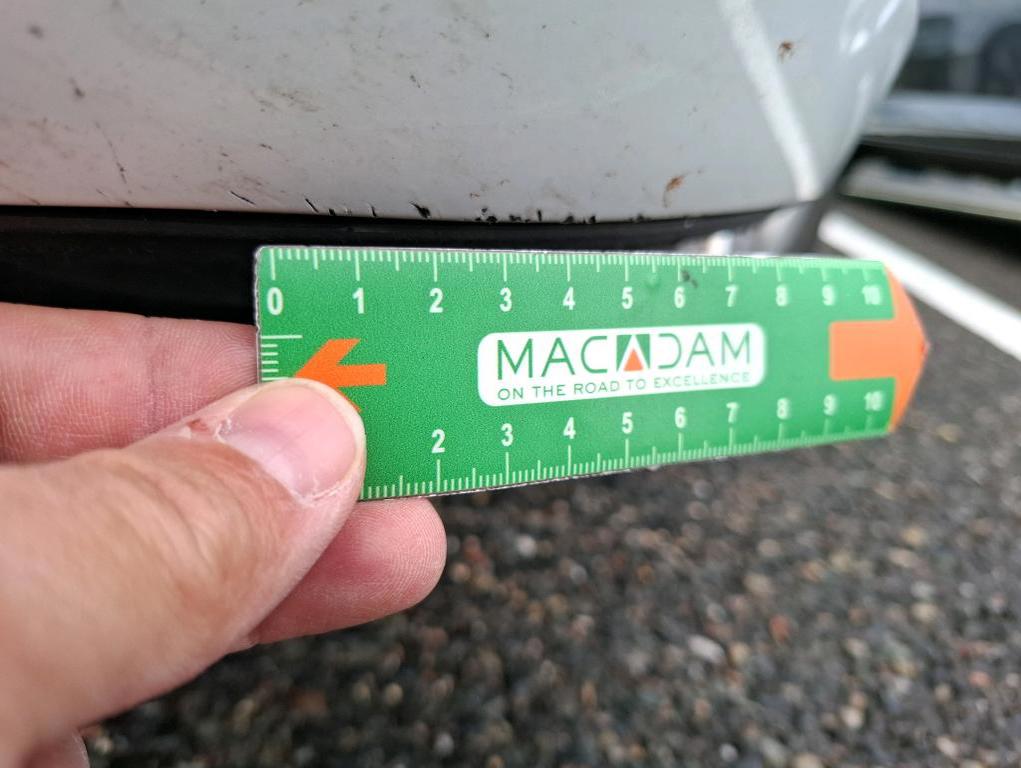 0 1 2 3 4 5 6 7 8 9 10
MACADAM
ON THE ROAD TO EXCELLENCE
2 3 4 5 6 7 8 9 10